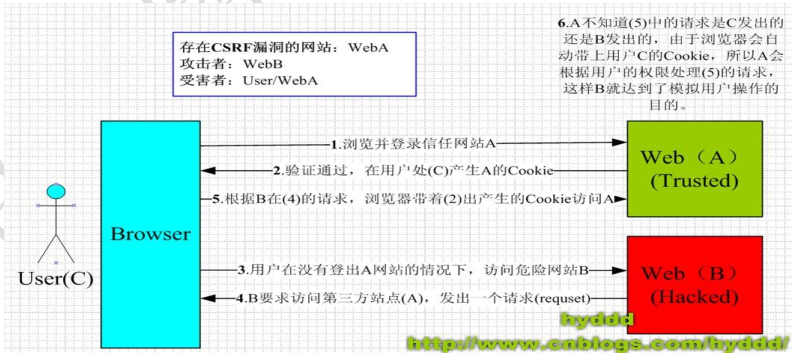 存在CSRF漏洞的网站：WebA
攻击者：WebB
受害者：User/WebA
6.A不知道(5)中的请求是C发出的
还是B发出的，由于浏览器会自
动带上用户C的Cookie，所以A会
根据用户的权限处理(5)的请求，
这样B就达到了模拟用户操作的
目的。
1.浏览并登录信任网站A
2.验证通过，在用户处(C)产生A的Cookie
5.根据B在(4)的请求，浏览器带着(2)出产生的Cookie访问A
Web（A）
(Trusted)
Browser
User(C)
3.用户在没有登出A网站的情况下，访问危险网站B
4.B要求访问第三方站点(A)，发出一个请求(requset)
Web（B）
(Hacked)
hyddd
http://www.cnblogs.com/hyddd/